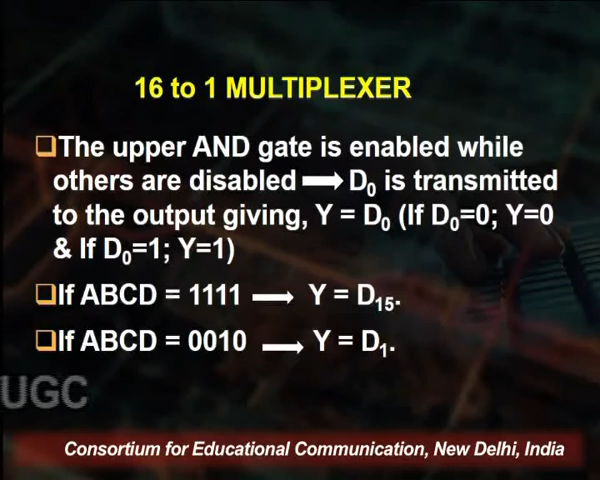 16 to 1 MULTIPLEXER
❑The upper AND gate is enabled while
others are disabled ➡ D₀ is transmitted
to the output giving, Y = D₀ (If D₀=0; Y=0
& If D₀=1; Y=1)
❑If ABCD = 1111 → Y = D₁₅.
❑If ABCD = 0010 → Y = D₁.
UGC
Consortium for Educational Communication, New Delhi, India